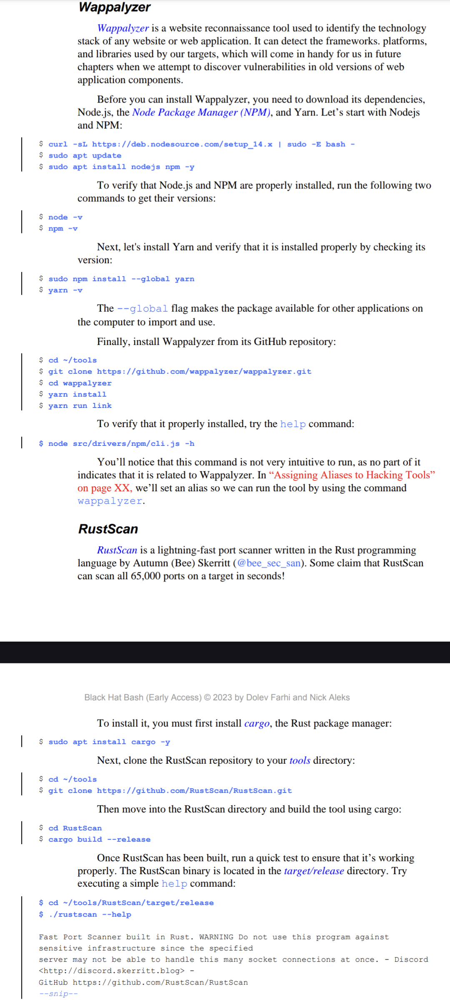 Wappalyzer
Wappalyzer is a website reconnaissance tool used to identify the technology
stack of any website or web application. It can detect the frameworks. platforms,
and libraries used by our targets, which will come in handy for us in future
chapters when we attempt to discover vulnerabilities in old versions of web
application components.
Before you can install Wappalyzer, you need to download its dependencies,
Node.js, the Node Package Manager (NPM), and Yarn. Let’s start with Nodejs
and NPM:
$ curl -sL https://deb.nodesource.com/setup_14.x | sudo -E bash -
$ sudo apt update
$ sudo apt install nodejs npm -y
To verify that Node.js and NPM are properly installed, run the following two
commands to get their versions:
$ node -v
$ npm -v
Next, let's install Yarn and verify that it is installed properly by checking its
version:
$ sudo npm install --global yarn
$ yarn -v
The --global flag makes the package available for other applications on
the computer to import and use.
Finally, install Wappalyzer from its GitHub repository:
$ cd ~/tools
$ git clone https://github.com/wappalyzer/wappalyzer.git
$ cd wappalyzer
$ yarn install
$ yarn run link
To verify that it properly installed, try the help command:
$ node src/drivers/npm/cli.js -h
You’ll notice that this command is not very intuitive to run, as no part of it
indicates that it is related to Wappalyzer. In “Assigning Aliases to Hacking Tools”
on page XX, we’ll set an alias so we can run the tool by using the command
wappalyzer.
RustScan
RustScan is a lightning-fast port scanner written in the Rust programming
language by Autumn (Bee) Skerritt (@bee_sec_san). Some claim that RustScan
can scan all 65,000 ports on a target in seconds!
Black Hat Bash (Early Access) © 2023 by Dolev Farhi and Nick Aleks
To install it, you must first install cargo, the Rust package manager:
$ sudo apt install cargo -y
Next, clone the RustScan repository to your tools directory:
$ cd ~/tools
$ git clone https://github.com/RustScan/RustScan.git
Then move into the RustScan directory and build the tool using cargo:
$ cd RustScan
$ cargo build --release
Once RustScan has been built, run a quick test to ensure that it’s working
properly. The RustScan binary is located in the target/release directory. Try
executing a simple help command:
$ cd ~/tools/RustScan/target/release
$ ./rustscan --help
Fast Port Scanner built in Rust. WARNING Do not use this program against
sensitive infrastructure since the specified
server may not be able to handle this many socket connections at once. - Discord
<http://discord.skerritt.blog> -
GitHub https://github.com/RustScan/RustScan
--snip--